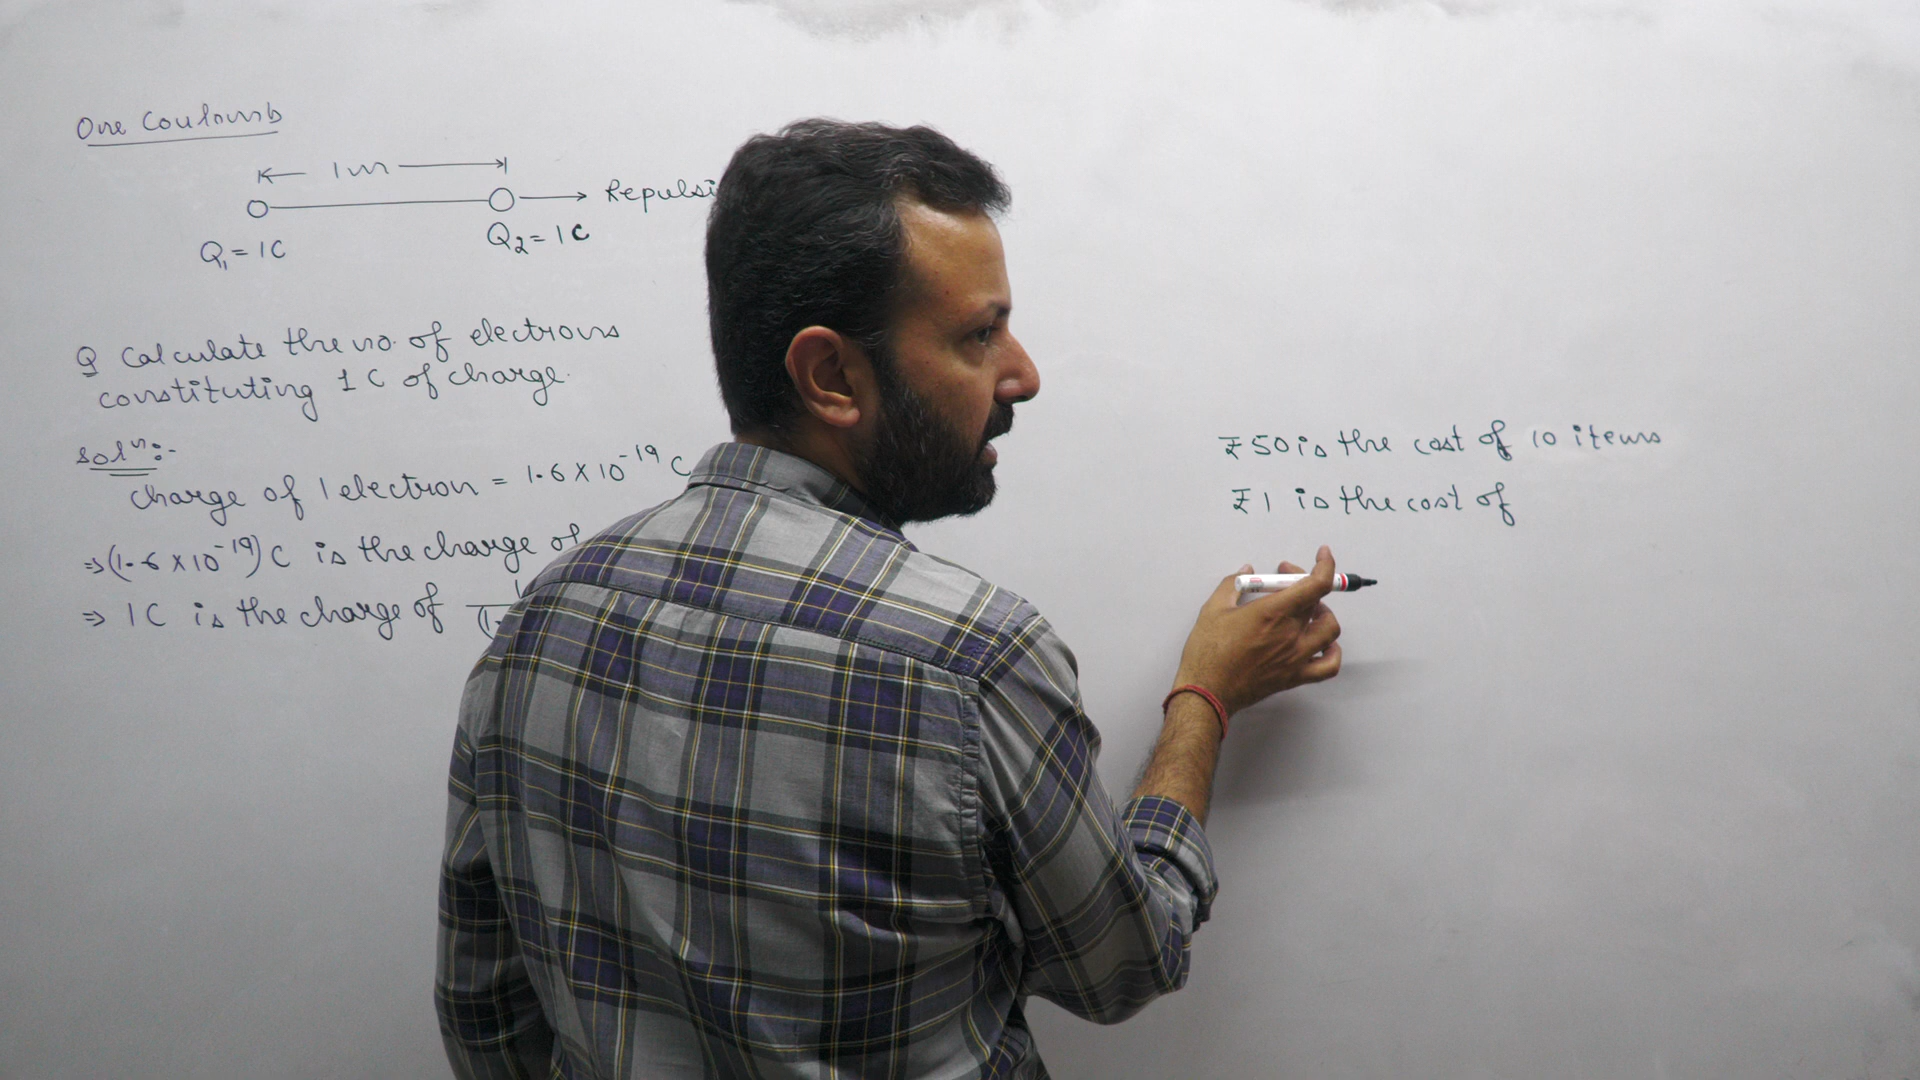 One Coulomb
1m
Repulsi
Q₁ = 1C
Q₂ = 1C
Q Calculate the no. of electrons
constituting 1C of charge.
Solⁿ:-
Charge of 1 electron = 1.6 × 10⁻¹⁹ C
⇒ (1.6 × 10⁻¹⁹) C is the charge of
⇒ 1C is the charge of 1/(1.
₹50 is the cost of 10 items
₹1 is the cost of